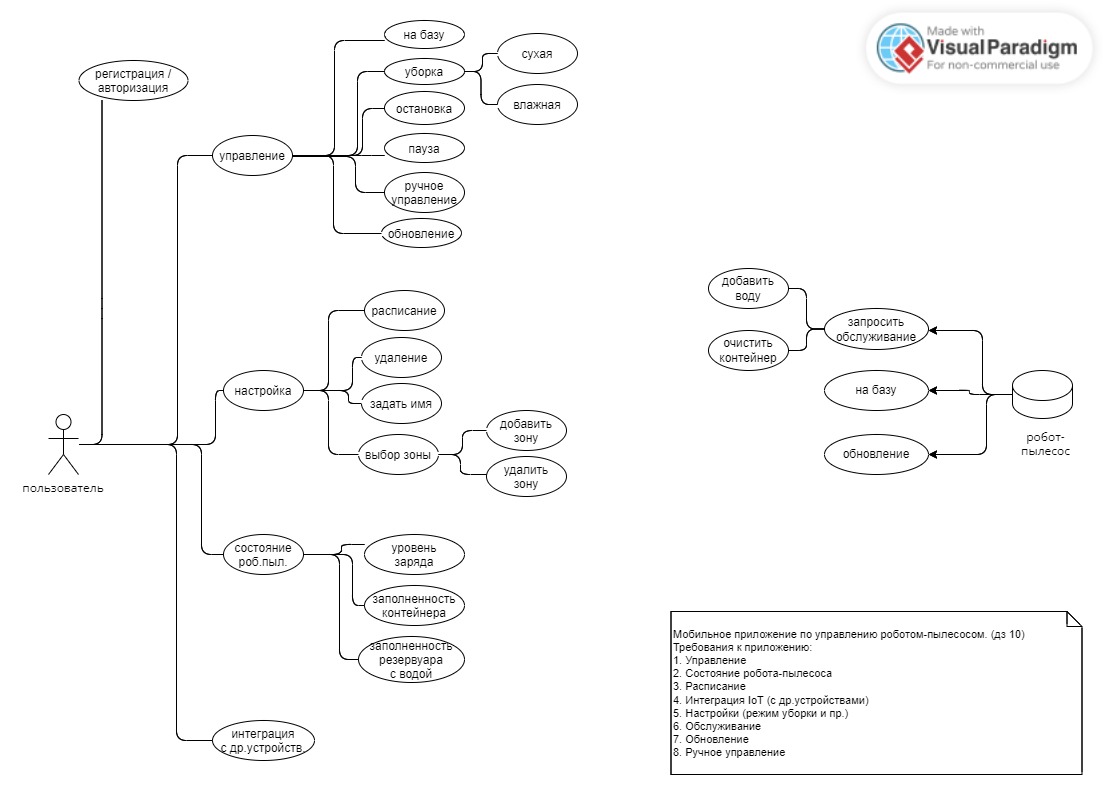 Made with
Visual Paradigm
For non-commercial use
регистрация /
авторизация
управление
на базу
уборка
сухая
влажная
остановка
пауза
ручное
управление
обновление
настройка
расписание
удаление
задать имя
выбор зоны
добавить
зону
удалить
зону
пользователь
состояние
роб.пыл.
уровень
заряда
заполненность
контейнера
заполненность
резервуара
с водой
интеграция
с др.устройств.
добавить
воду
очистить
контейнер
запросить
обслуживание
на базу
обновление
робот-
пылесос
Мобильное приложение по управлению роботом-пылесосом. (дз 10)
Требования к приложению:
1. Управление
2. Состояние робота-пылесоса
3. Расписание
4. Интеграция IoT (с др.устройствами)
5. Настройки (режим уборки и пр.)
6. Обслуживание
7. Обновление
8. Ручное управление